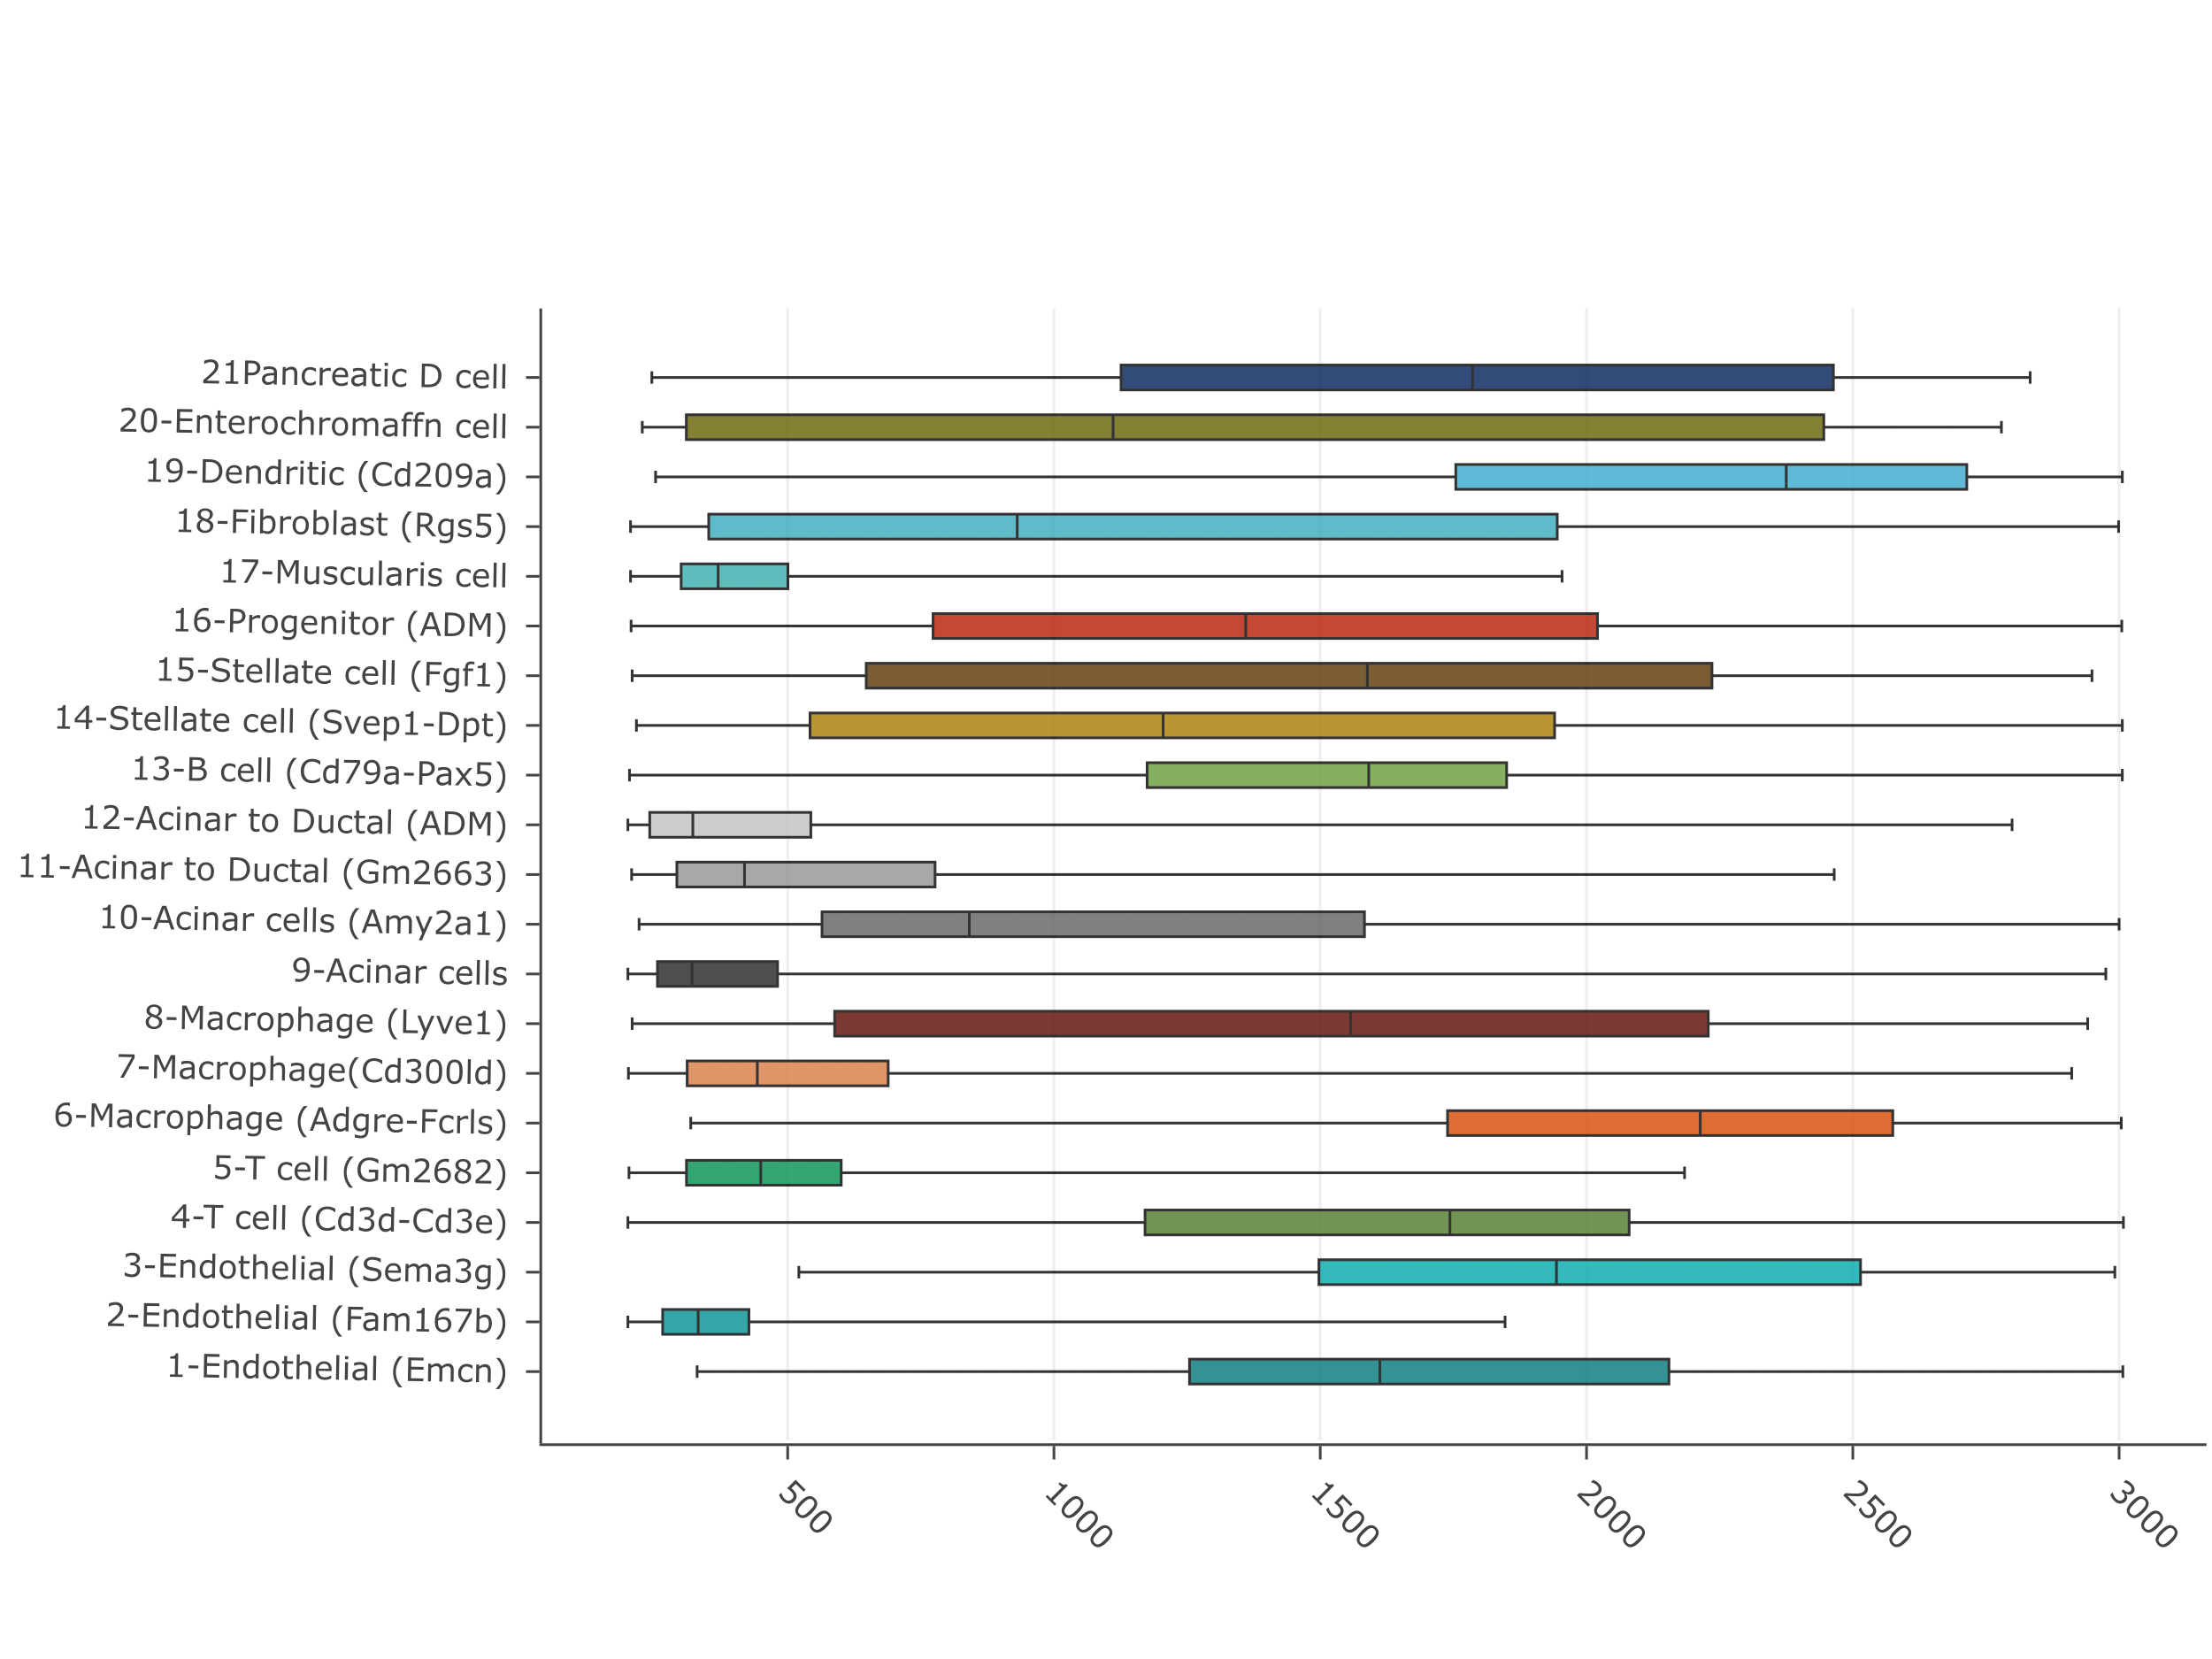 21Pancreatic D cell
20-Enterochromaffn cell
19-Dendritic (Cd209a)
18-Fibroblast (Rgs5)
17-Muscularis cell
16-Progenitor (ADM)
15-Stellate cell (Fgf1)
14-Stellate cell (Svep1-Dpt)
13-B cell (Cd79a-Pax5)
12-Acinar to Ductal (ADM)
11-Acinar to Ductal (Gm2663)
10-Acinar cells (Amy2a1)
9-Acinar cells
8-Macrophage (Lyve1)
7-Macrophage(Cd300ld)
6-Macrophage (Adgre-Fcrls)
5-T cell (Gm2682)
4-T cell (Cd3d-Cd3e)
3-Endothelial (Sema3g)
2-Endothelial (Fam167b)
1-Endothelial (Emcn)
500 1000 1500 2000 2500 3000